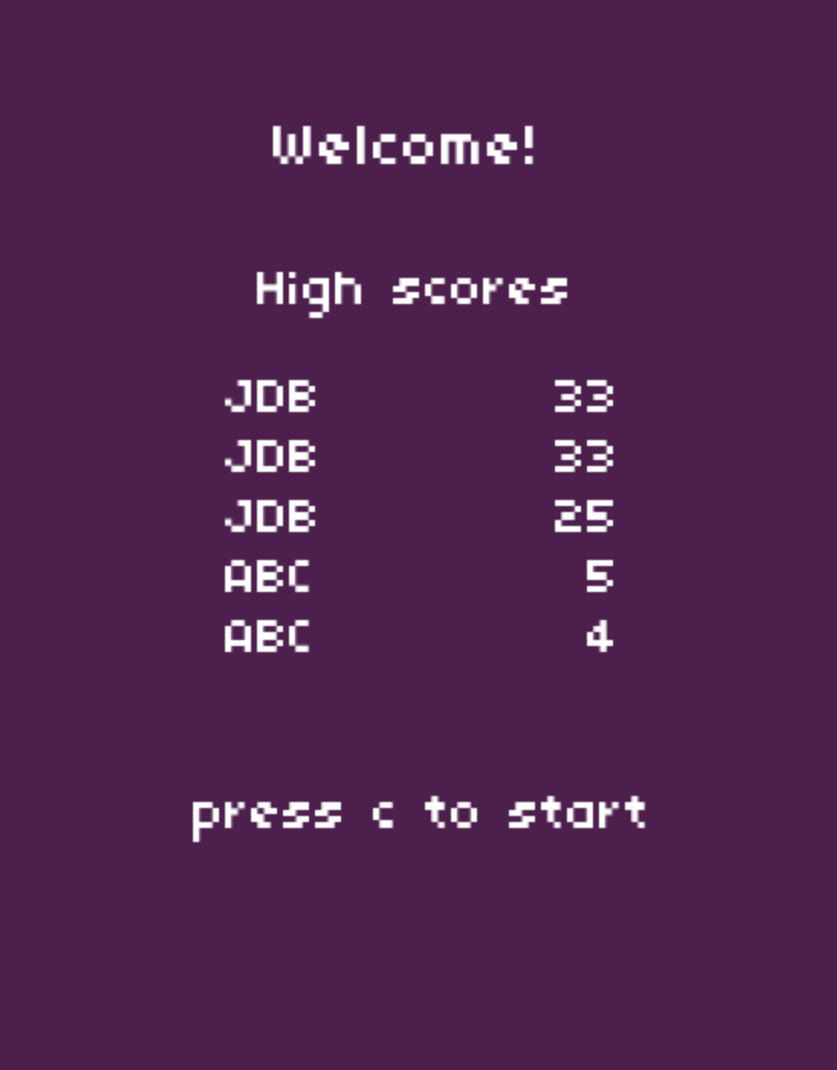 Welcome!
High scores
JDB 33
JDB 33
JDB 25
ABC 5
ABC 4
press c to start